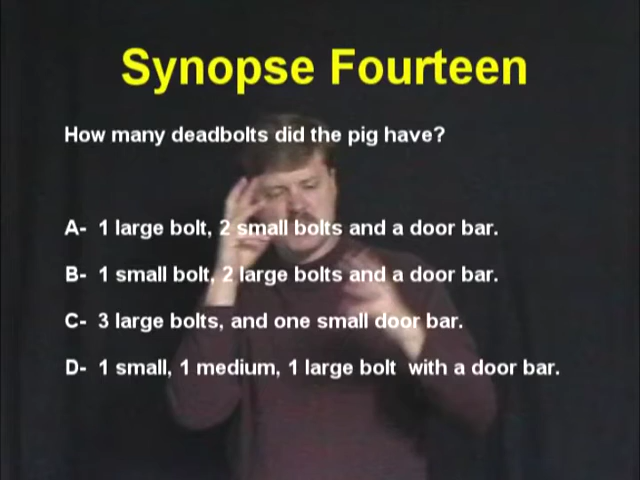 Synopse Fourteen
How many deadbolts did the pig have?
A- 1 large bolt, 2 small bolts and a door bar.
B- 1 small bolt, 2 large bolts and a door bar.
C- 3 large bolts, and one small door bar.
D- 1 small, 1 medium, 1 large bolt with a door bar.